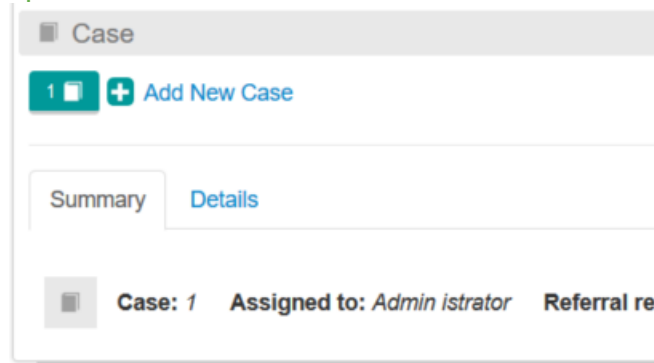 Case
1 Add New Case
Summary Details
Case: 1 Assigned to: Admin istrator Referral re